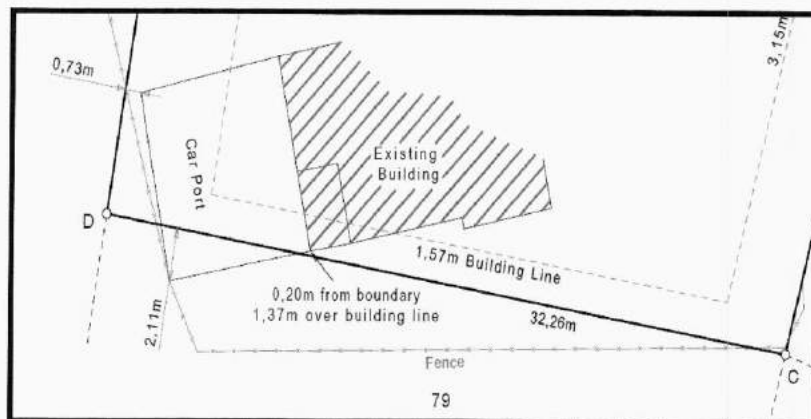 3,15m
0,73m
Car Port
Existing
Building
D
1,57m Building Line
0,20m from boundary
1,37m over building line
2,11m
32,26m
Fence
C
79